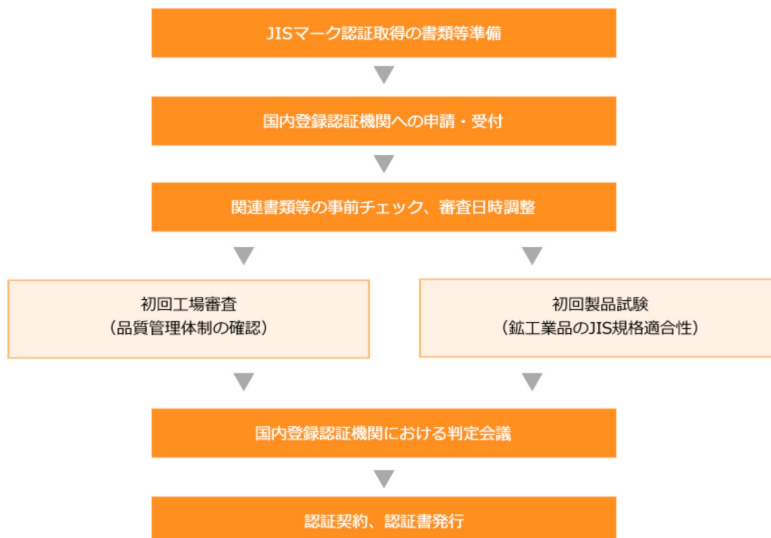 JISマーク認証取得の書類等準備
国内登録認証機関への申請・受付
関連書類等の事前チェック、審査日時調整
初回工場審査
（品質管理体制の確認）
初回製品試験
（鉱工業品のJIS規格適合性）
国内登録認証機関における判定会議
認証契約、認証書発行